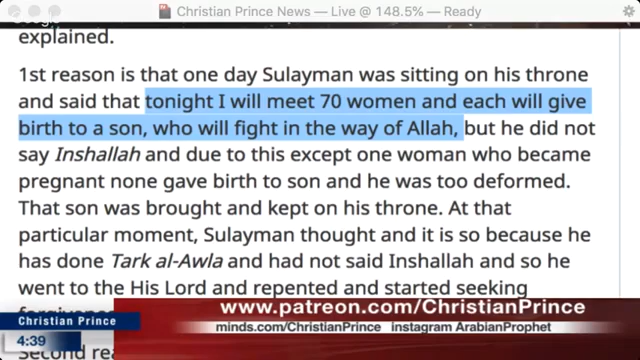 Christian Prince News — Live @ 148.5% — Ready
explained.
1st reason is that one day Sulayman was sitting on his throne
and said that tonight I will meet 70 women and each will give
birth to a son, who will fight in the way of Allah, but he did not
say Inshallah and due to this except one woman who became
pregnant none gave birth to son and he was too deformed.
That son was brought and kept on his throne. At that
particular moment, Sulayman thought and it is so because he
has done Tark al-Awla and had not said Inshallah and so he
went to the His Lord and repented and started seeking
www.patreon.com/ChristianPrince
Christian Prince
minds.com/ChristianPrince instagram ArabianProphet
4:39
Second